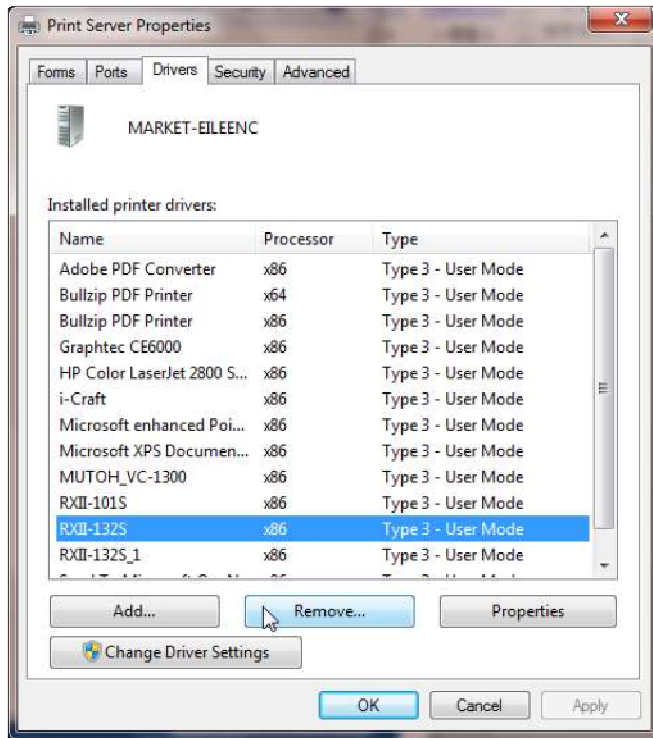 Print Server Properties
Forms Ports Drivers Security Advanced
MARKET-EILEENC
Installed printer drivers:
Name Processor Type
Adobe PDF Converter x86 Type 3 - User Mode
Bullzip PDF Printer x64 Type 3 - User Mode
Bullzip PDF Printer x86 Type 3 - User Mode
Graphtec CE6000 x86 Type 3 - User Mode
HP Color LaserJet 2800 S... x86 Type 3 - User Mode
i-Craft x86 Type 3 - User Mode
Microsoft enhanced Poi... x86 Type 3 - User Mode
Microsoft XPS Documen... x86 Type 3 - User Mode
MUTOH_VC-1300 x86 Type 3 - User Mode
RXII-101S x86 Type 3 - User Mode
RXII-132S x86 Type 3 - User Mode
RXII-132S_1 x86 Type 3 - User Mode
Add... Remove... Properties
Change Driver Settings
OK Cancel Apply